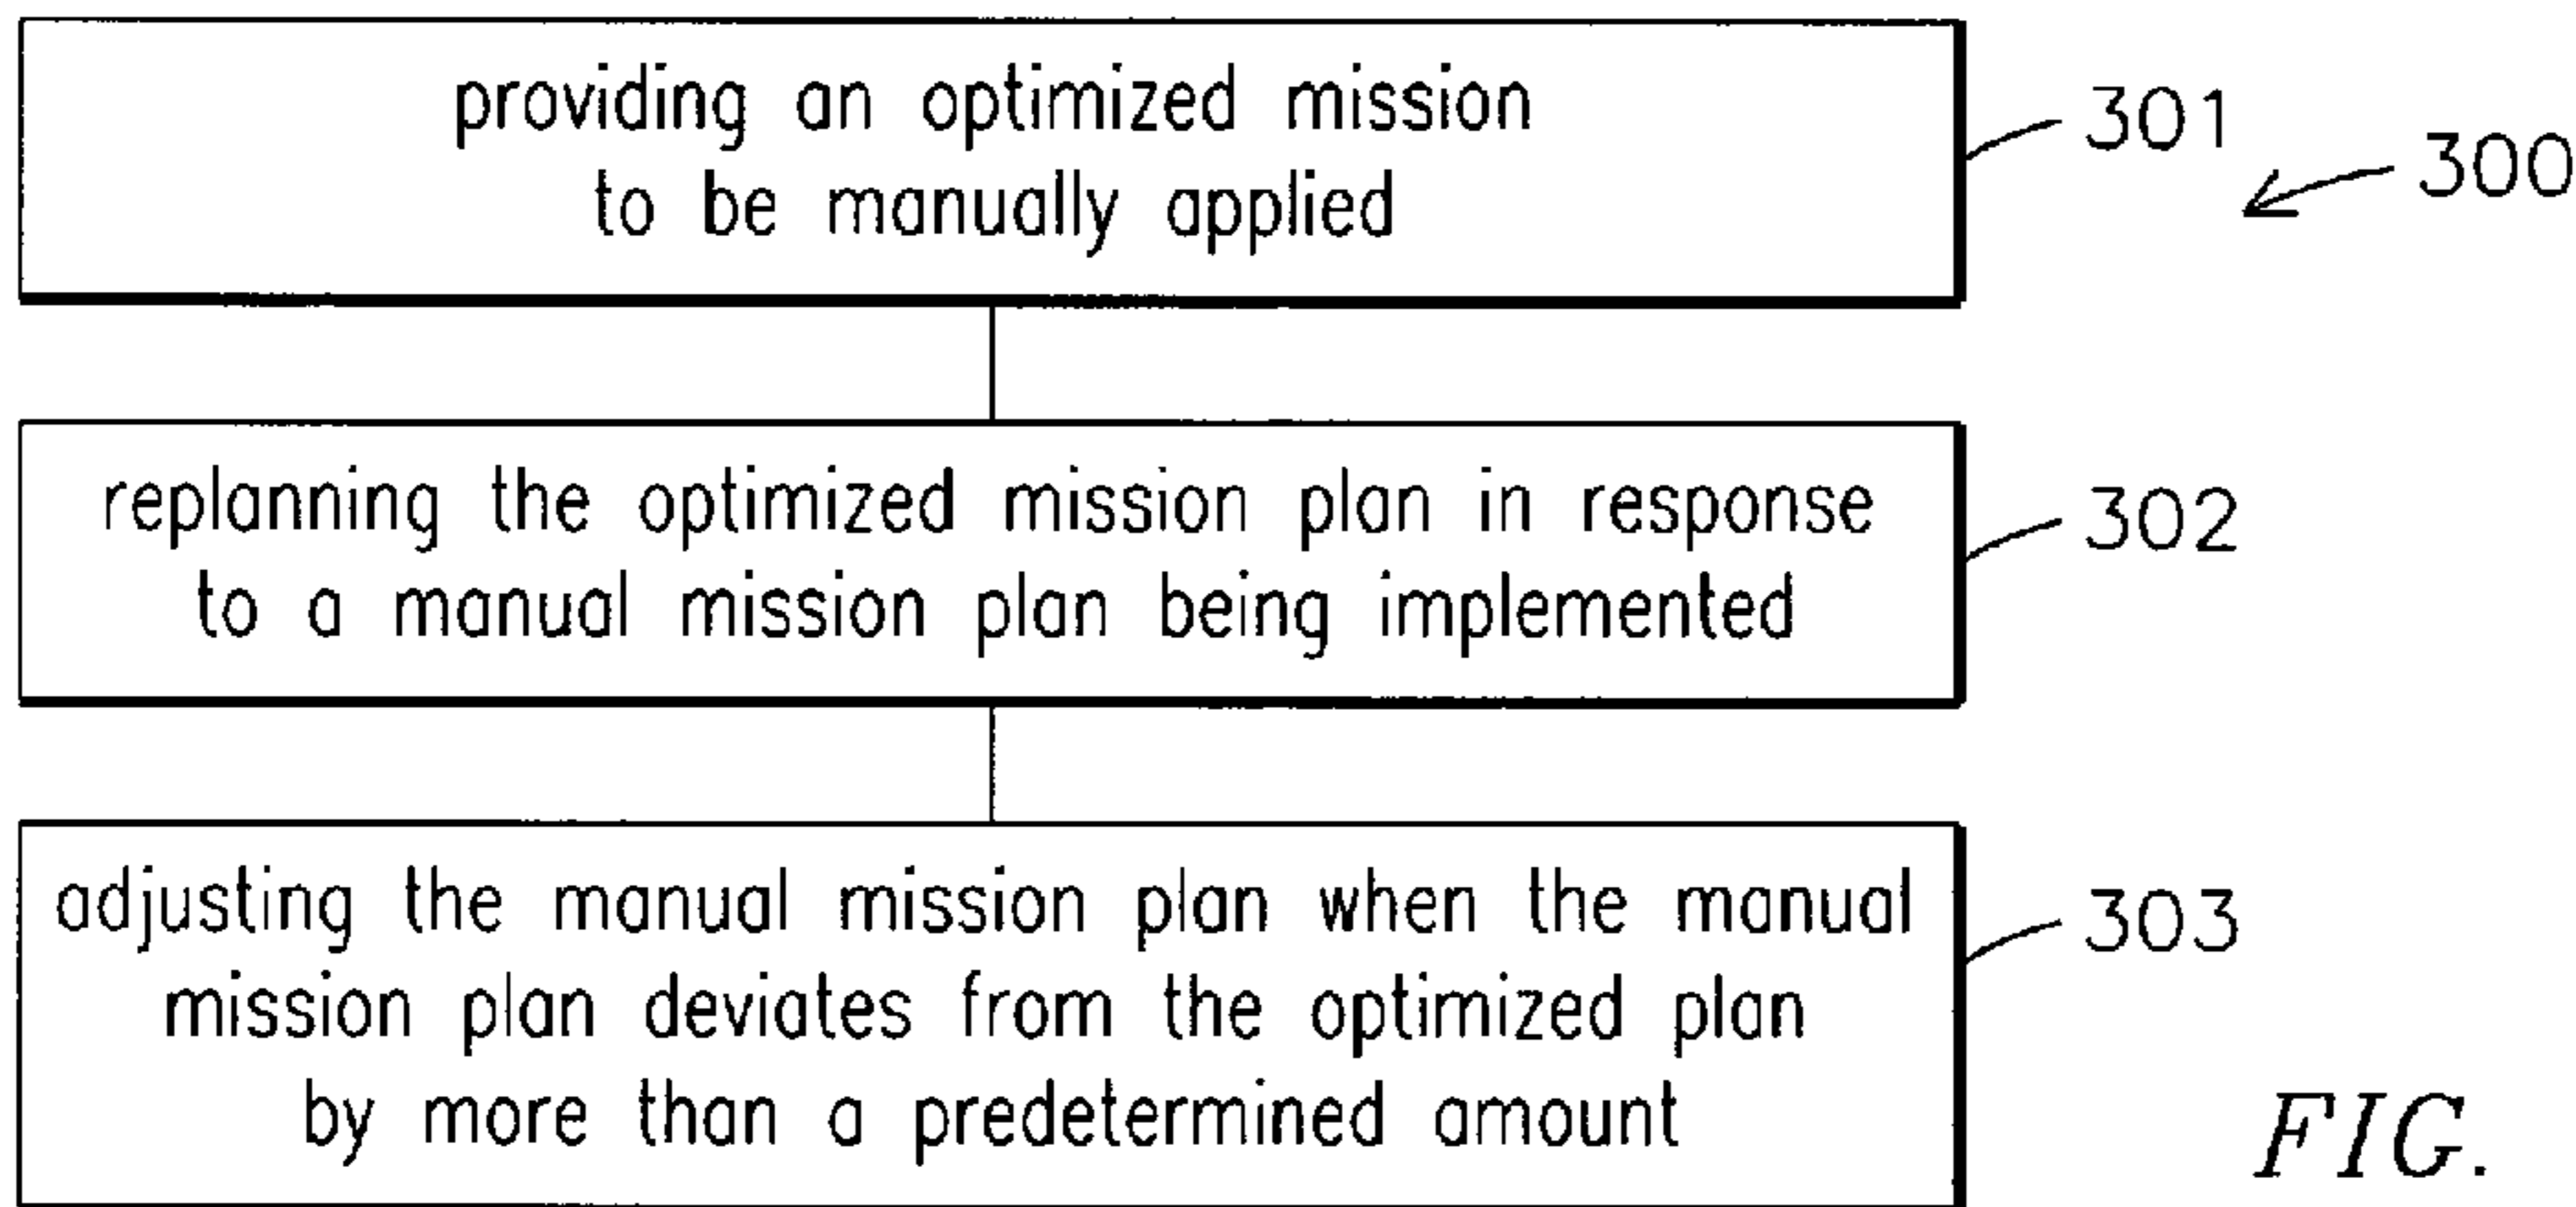 providing an optimized mission
to be manually applied
301
300
replanning the optimized mission plan in response
to a manual mission plan being implemented
302
adjusting the manual mission plan when the manual
mission plan deviates from the optimized plan
by more than a predetermined amount
303
FIG.